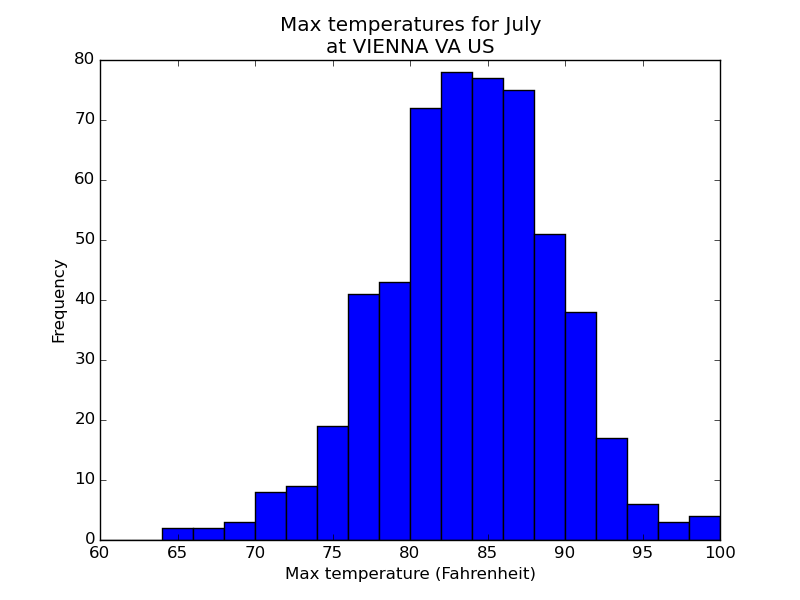 Max temperatures for July
at VIENNA VA US
80
70
60
50
40
30
20
10
0
Frequency
60 65 70 75 80 85 90 95 100
Max temperature (Fahrenheit)